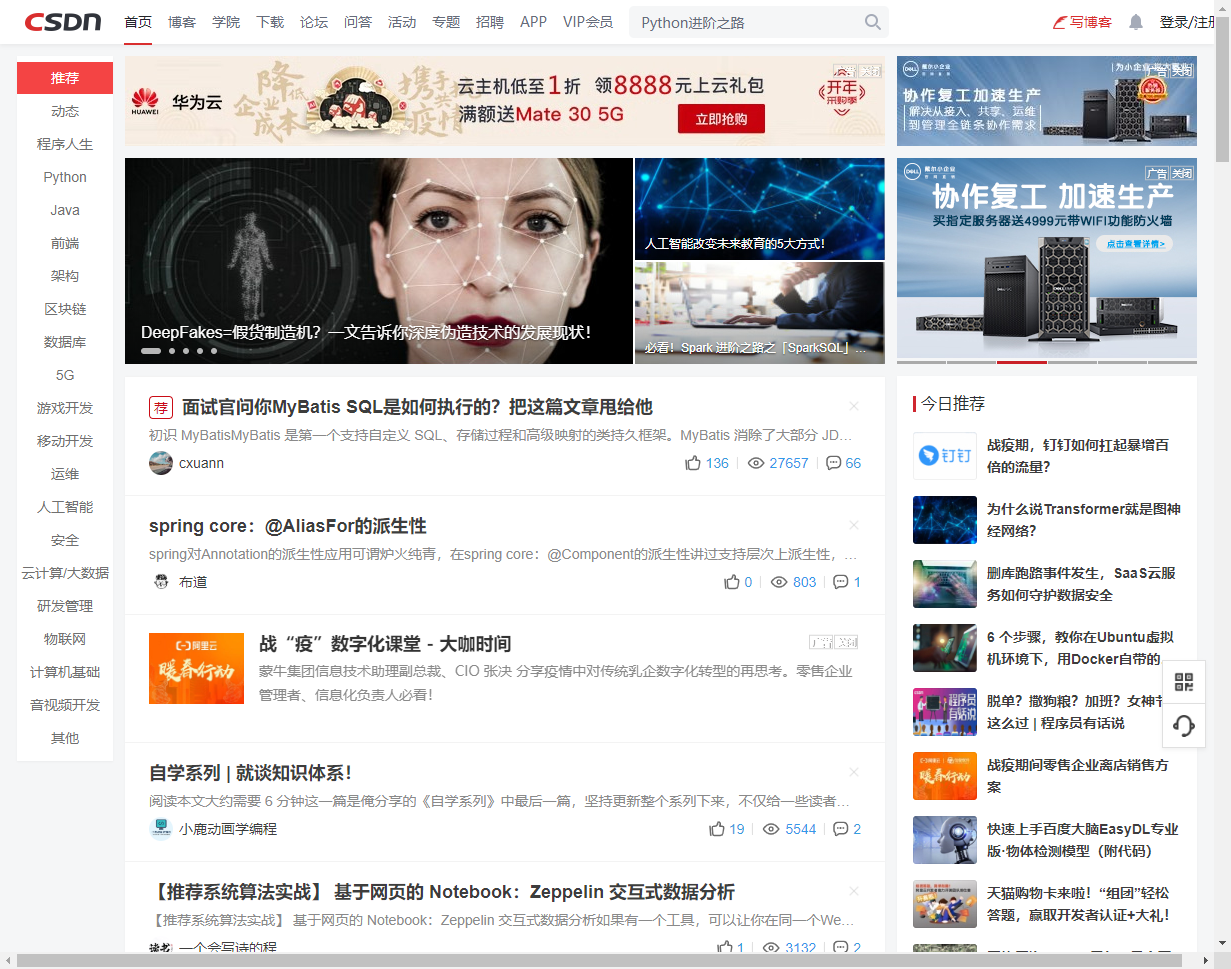 CSDN 首页 博客 学院 下载 论坛 问答 活动 专题 招聘 APP VIP会员 Python进阶之路 写博客 登录/注册
推荐
动态
程序人生
Python
Java
前端
架构
区块链
数据库
5G
游戏开发
移动开发
运维
人工智能
安全
云计算/大数据
研发管理
物联网
计算机基础
音视频开发
其他
HUAWEI 华为云
降低企业成本
携手战疫情
云主机低至1折 领8888元上云礼包
满额送Mate 30 5G 立即抢购
开年
采购季
广告 关闭
DeepFakes=假货制造机？一文告诉你深度伪造技术的发展现状！
人工智能改变未来教育的5大方式！
必看！Spark 进阶之路之「SparkSQL」...
荐 面试官问你MyBatis SQL是如何执行的？把这篇文章甩给他
初识 MyBatisMyBatis 是第一个支持自定义 SQL、存储过程和高级映射的类持久框架。MyBatis 消除了大部分 JD...
cxuann 136 27657 66
spring core：@AliasFor的派生性
spring对Annotation的派生性应用可谓炉火纯青，在spring core：@Component的派生性讲过支持层次上派生性，...
布道 0 803 1
战“疫”数字化课堂 - 大咖时间
广告 关闭
阿里云
暖春行动
蒙牛集团信息技术助理副总裁、CIO 张决 分享疫情中对传统乳企数字化转型的再思考。零售企业
管理者、信息化负责人必看！
自学系列 | 就谈知识体系！
阅读本文大约需要 6 分钟这一篇是俺分享的《自学系列》中最后一篇，坚持更新整个系列下来，不仅给一些读者...
小鹿动画学编程 19 5544 2
【推荐系统算法实战】 基于网页的 Notebook：Zeppelin 交互式数据分析
【推荐系统算法实战】 基于网页的 Notebook：Zeppelin 交互式数据分析如果有一个工具，可以让你在同一个We...
一个会写诗的程 1 3132 2
DELL 戴尔小企业
广告 关闭
协作复工 加速生产
解决从接入、共享、运维
到管理全链条协作需求
DELL 戴尔小企业
广告 关闭
协作复工 加速生产
买指定服务器送4999元带WIFI功能防火墙
点击查看详情>
今日推荐
钉钉
战疫期，钉钉如何扛起暴增百
倍的流量？
为什么说Transformer就是图神
经网络？
删库跑路事件发生，SaaS云服
务如何守护数据安全
6 个步骤，教你在Ubuntu虚拟
机环境下，用Docker自带的
程序员
有话说
脱单？撒狗粮？加班？女神节
这么过 | 程序员有话说
暖春行动
战疫期间零售企业离店销售方
案
快速上手百度大脑EasyDL专业
版·物体检测模型（附代码）
天猫购物卡来啦！“组团”轻松
答题，赢取开发者认证+大礼！